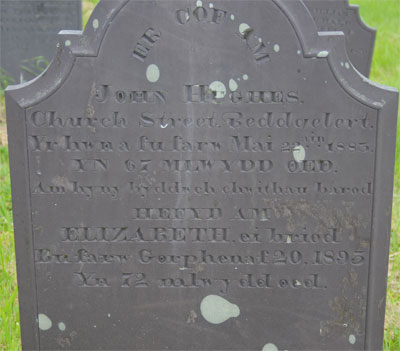 ER COF AM
JOHN HUGHES,
Church Street, Beddgelert.
Yr hwn a fu farw Mai 22ain 1885.
YN 67 MLWYDD OED.
Am hyny byddwch chwithau barod
HEFYD AM
ELIZABETH, ei briod
Bu farw Gorphenaf 20, 1895
Yn 72 mlwydd oed.